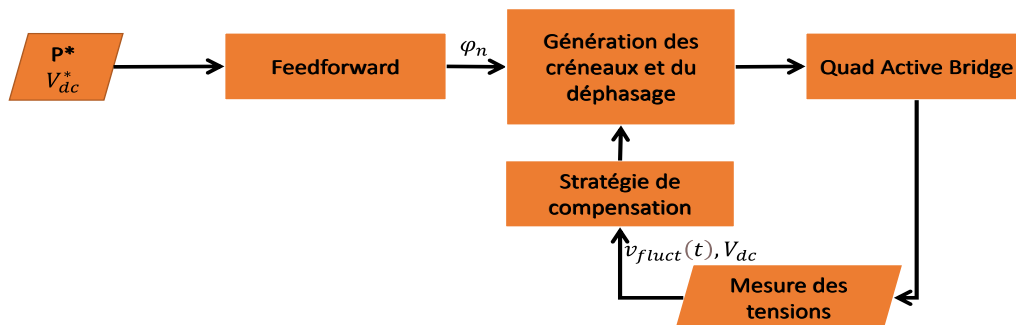 P*
V*dc
Feedforward
φn
Génération des
créneaux et du
déphasage
Quad Active Bridge
Stratégie de
compensation
vfluct(t), Vdc
Mesure des
tensions